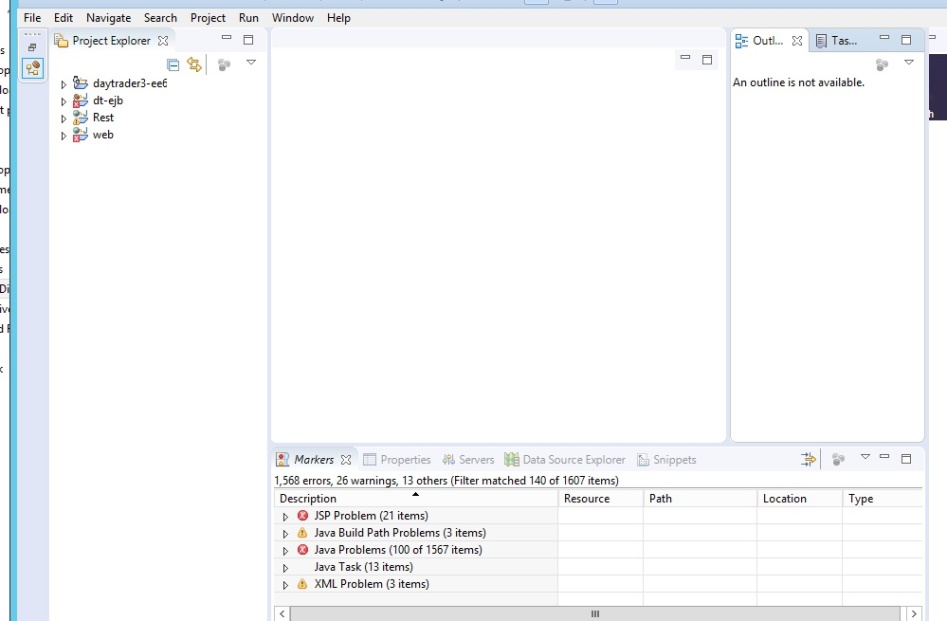 File Edit Navigate Search Project Run Window Help
Project Explorer
daytrader3-ee6
dt-ejb
Rest
web
Outl...
Tas...
An outline is not available.
Markers Properties Servers Data Source Explorer Snippets
1,568 errors, 26 warnings, 13 others (Filter matched 140 of 1607 items)
Description Resource Path Location Type
JSP Problem (21 items)
Java Build Path Problems (3 items)
Java Problems (100 of 1567 items)
Java Task (13 items)
XML Problem (3 items)